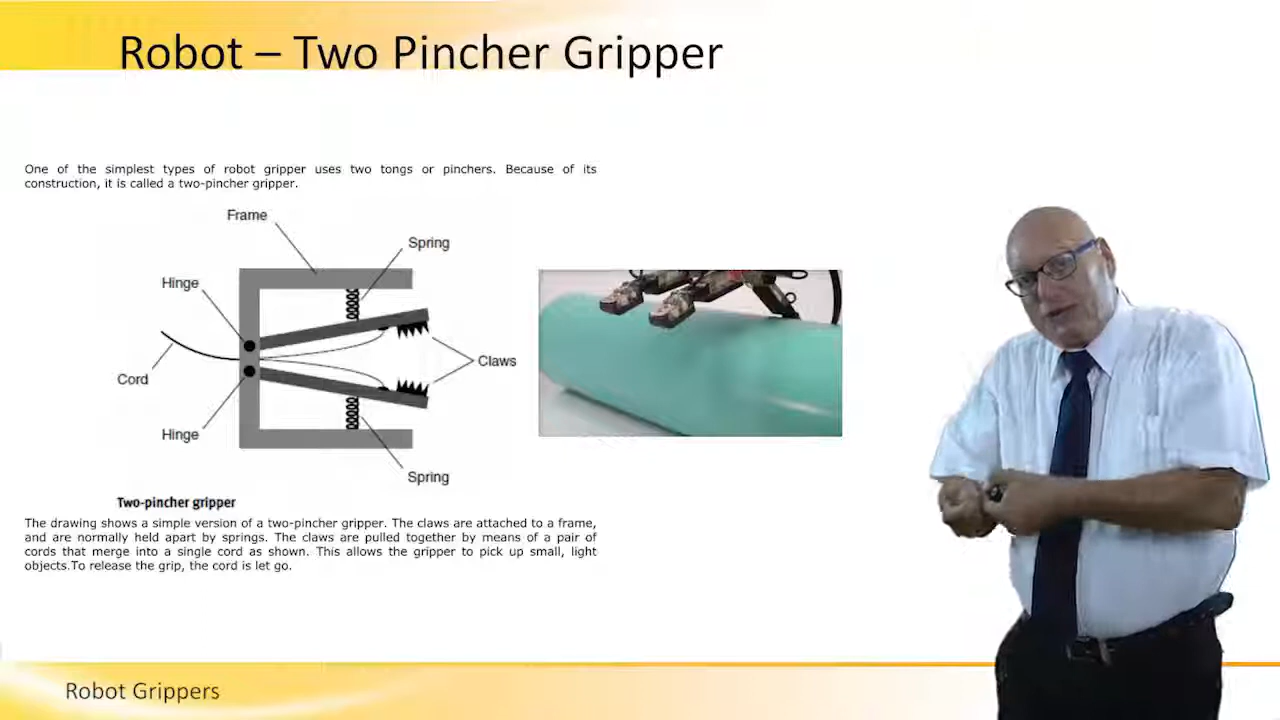 Robot – Two Pincher Gripper
One of the simplest types of robot gripper uses two tongs or pinchers. Because of its
construction, it is called a two-pincher gripper.
Frame
Spring
Hinge
Claws
Cord
Hinge
Spring
Two-pincher gripper
The drawing shows a simple version of a two-pincher gripper. The claws are attached to a frame,
and are normally held apart by springs. The claws are pulled together by means of a pair of
cords that merge into a single cord as shown. This allows the gripper to pick up small, light
objects.To release the grip, the cord is let go.
Robot Grippers